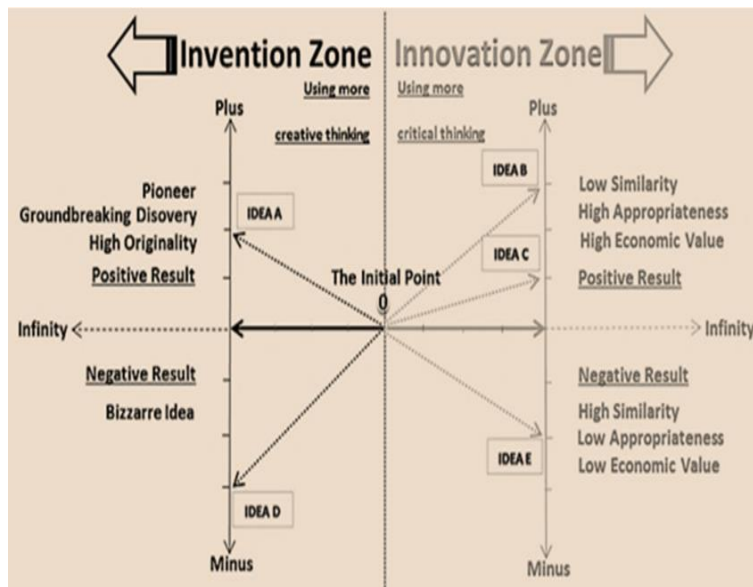 Invention Zone
Innovation Zone
Using more
creative thinking
Using more
critical thinking
Plus
Plus
Pioneer
Groundbreaking Disovery
High Originality
Positive Result
IDEA A
IDEA B
IDEA C
Low Similarity
High Appropriateness
High Economic Value
Positive Result
The Initial Point
0
Infinity
Infinity
Negative Result
Bizzarre Idea
IDEA D
IDEA E
Negative Result
High Similarity
Low Appropriateness
Low Economic Value
Minus
Minus